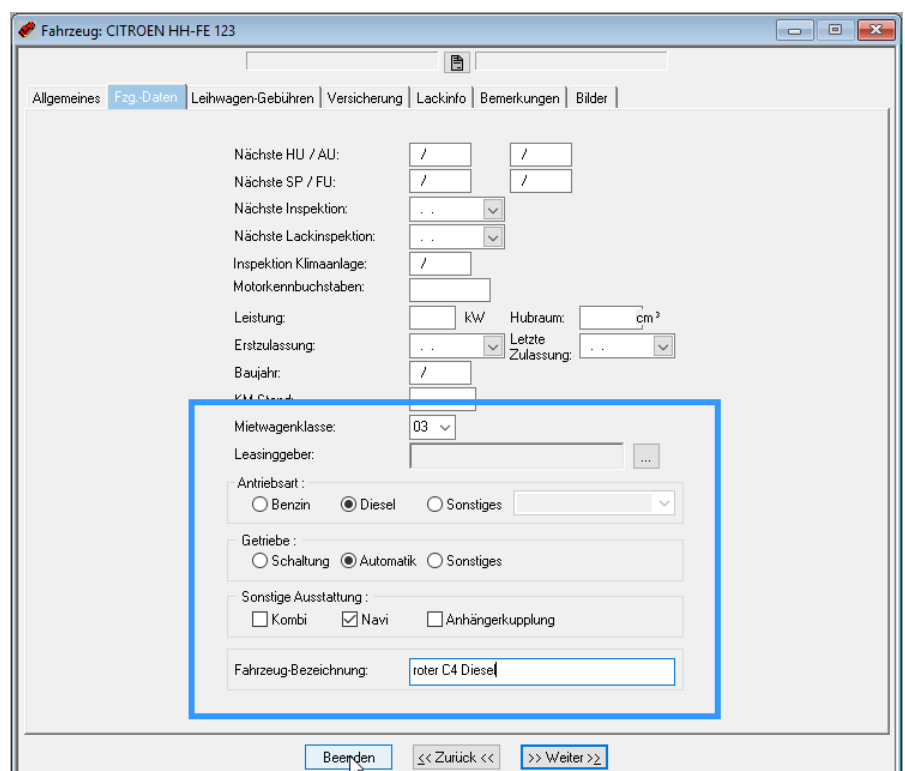 Fahrzeug: CITROEN HH-FE 123
Allgemeines Fzg.-Daten Leihwagen-Gebühren Versicherung Lackinfo Bemerkungen Bilder
Nächste HU / AU: / /
Nächste SP / FU: / /
Nächste Inspektion: . .
Nächste Lackinspektion: . .
Inspektion Klimaanlage: /
Motorkennbuchstaben:
Leistung: kW Hubraum: cm³
Erstzulassung: . . Letzte Zulassung: . .
Baujahr: /
KM-Stand:
Mietwagenklasse: 03
Leasinggeber: ...
Antriebsart :
Benzin Diesel Sonstiges
Getriebe :
Schaltung Automatik Sonstiges
Sonstige Ausstattung :
Kombi Navi Anhängerkupplung
Fahrzeug-Bezeichnung: roter C4 Diesel
Beenden << Zurück << >> Weiter >>